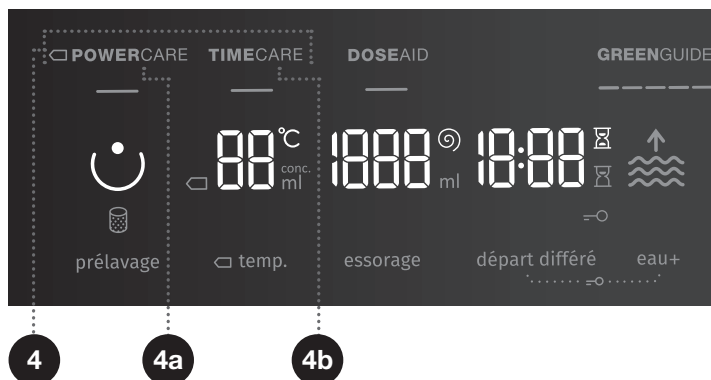 POWERCARE TIMECARE DOSEAID GREENGUIDE
88 °C 1888 18:88
conc.
ml ml
prélavage temp. essorage départ différé eau+
4 4a 4b